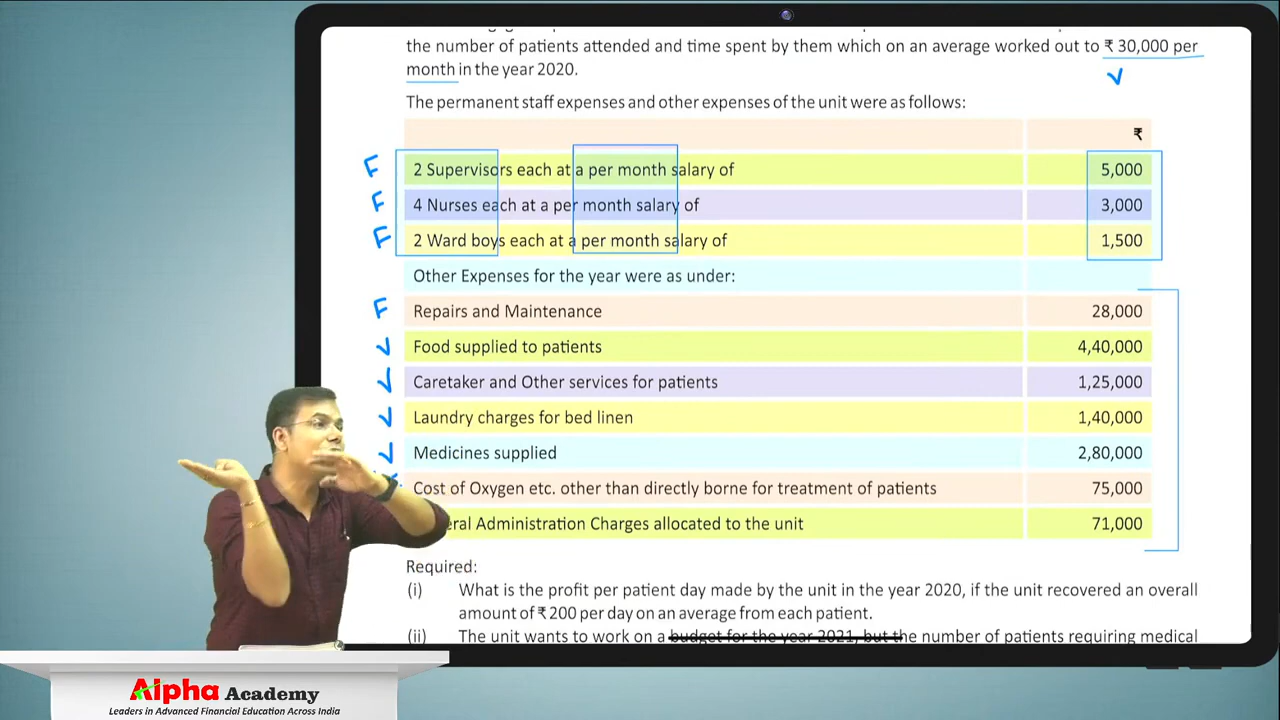 the number of patients attended and time spent by them which on an average worked out to ₹ 30,000 per
month in the year 2020.
V
The permanent staff expenses and other expenses of the unit were as follows:
₹
F 2 Supervisors each at a per month salary of 5,000
F 4 Nurses each at a per month salary of 3,000
F 2 Ward boys each at a per month salary of 1,500
Other Expenses for the year were as under:
F Repairs and Maintenance 28,000
V Food supplied to patients 4,40,000
V Caretaker and Other services for patients 1,25,000
V Laundry charges for bed linen 1,40,000
V Medicines supplied 2,80,000
Cost of Oxygen etc. other than directly borne for treatment of patients 75,000
eral Administration Charges allocated to the unit 71,000
Required:
(i) What is the profit per patient day made by the unit in the year 2020, if the unit recovered an overall
amount of ₹ 200 per day on an average from each patient.
(ii) The unit wants to work on a budget for the year 2021, but the number of patients requiring medical
Alpha Academy
Leaders in Advanced Financial Education Across India